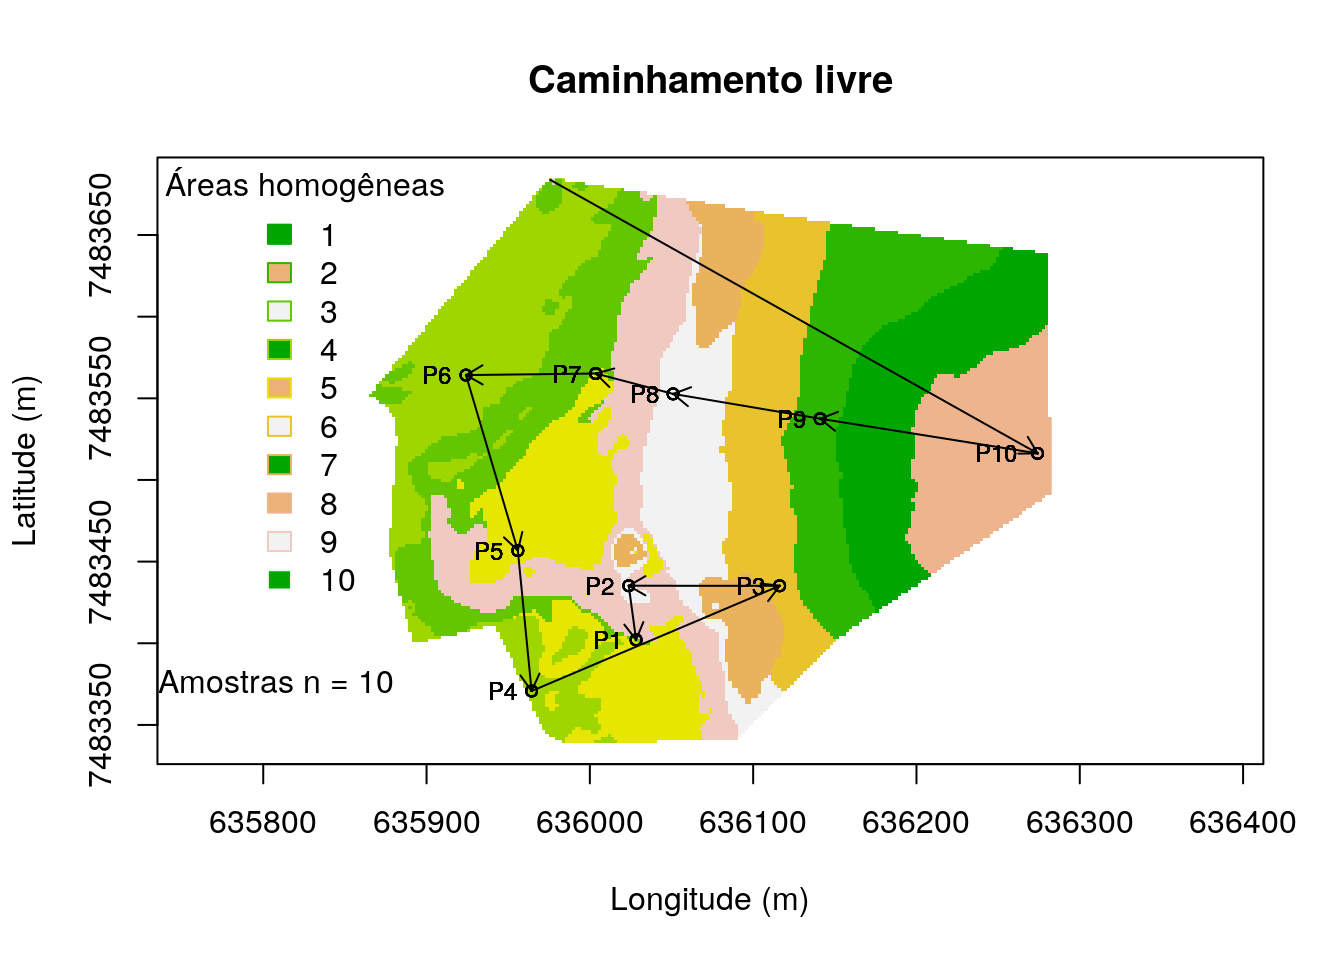 Caminhamento livre
Áreas homogêneas
1
2
3
4
5
6
7
8
9
10
Amostras n = 10
P6
P7
P8
P9
P10
P5
P2
P3
P1
P4
Latitude (m)
7483650
7483550
7483450
7483350
635800 635900 636000 636100 636200 636300 636400
Longitude (m)